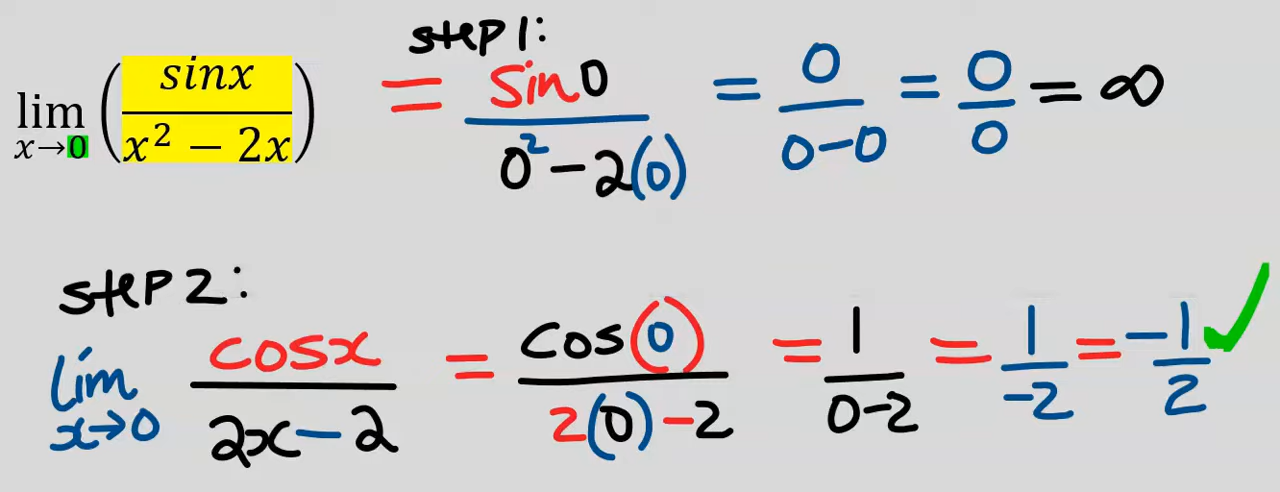 step 1:
lim x→0 (sinx / x² − 2x) = sin0 / 0² − 2(0) = 0 / 0−0 = 0/0 = ∞
step 2:
lim x→0 cosx / 2x − 2 = cos(0) / 2(0) − 2 = 1 / 0−2 = 1 / −2 = −1 / 2 ✓